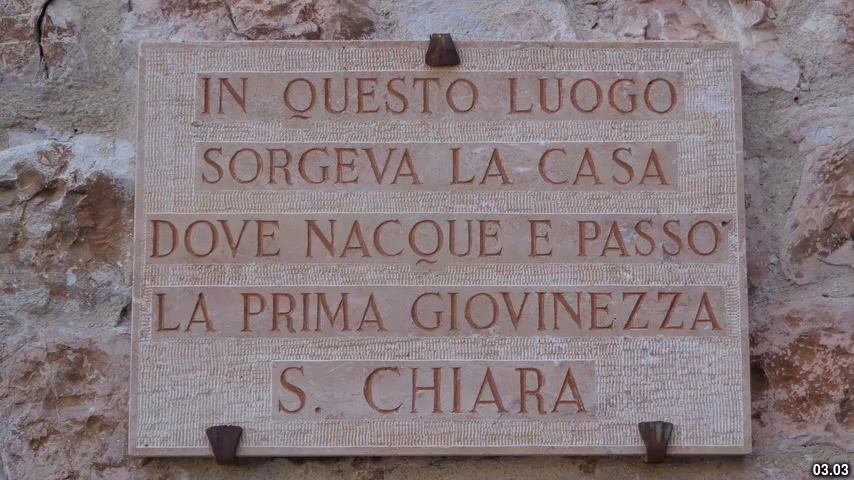 IN QUESTO LUOGO
SORGEVA LA CASA
DOVE NACQUE E PASSO'
LA PRIMA GIOVINEZZA
S. CHIARA
03.03